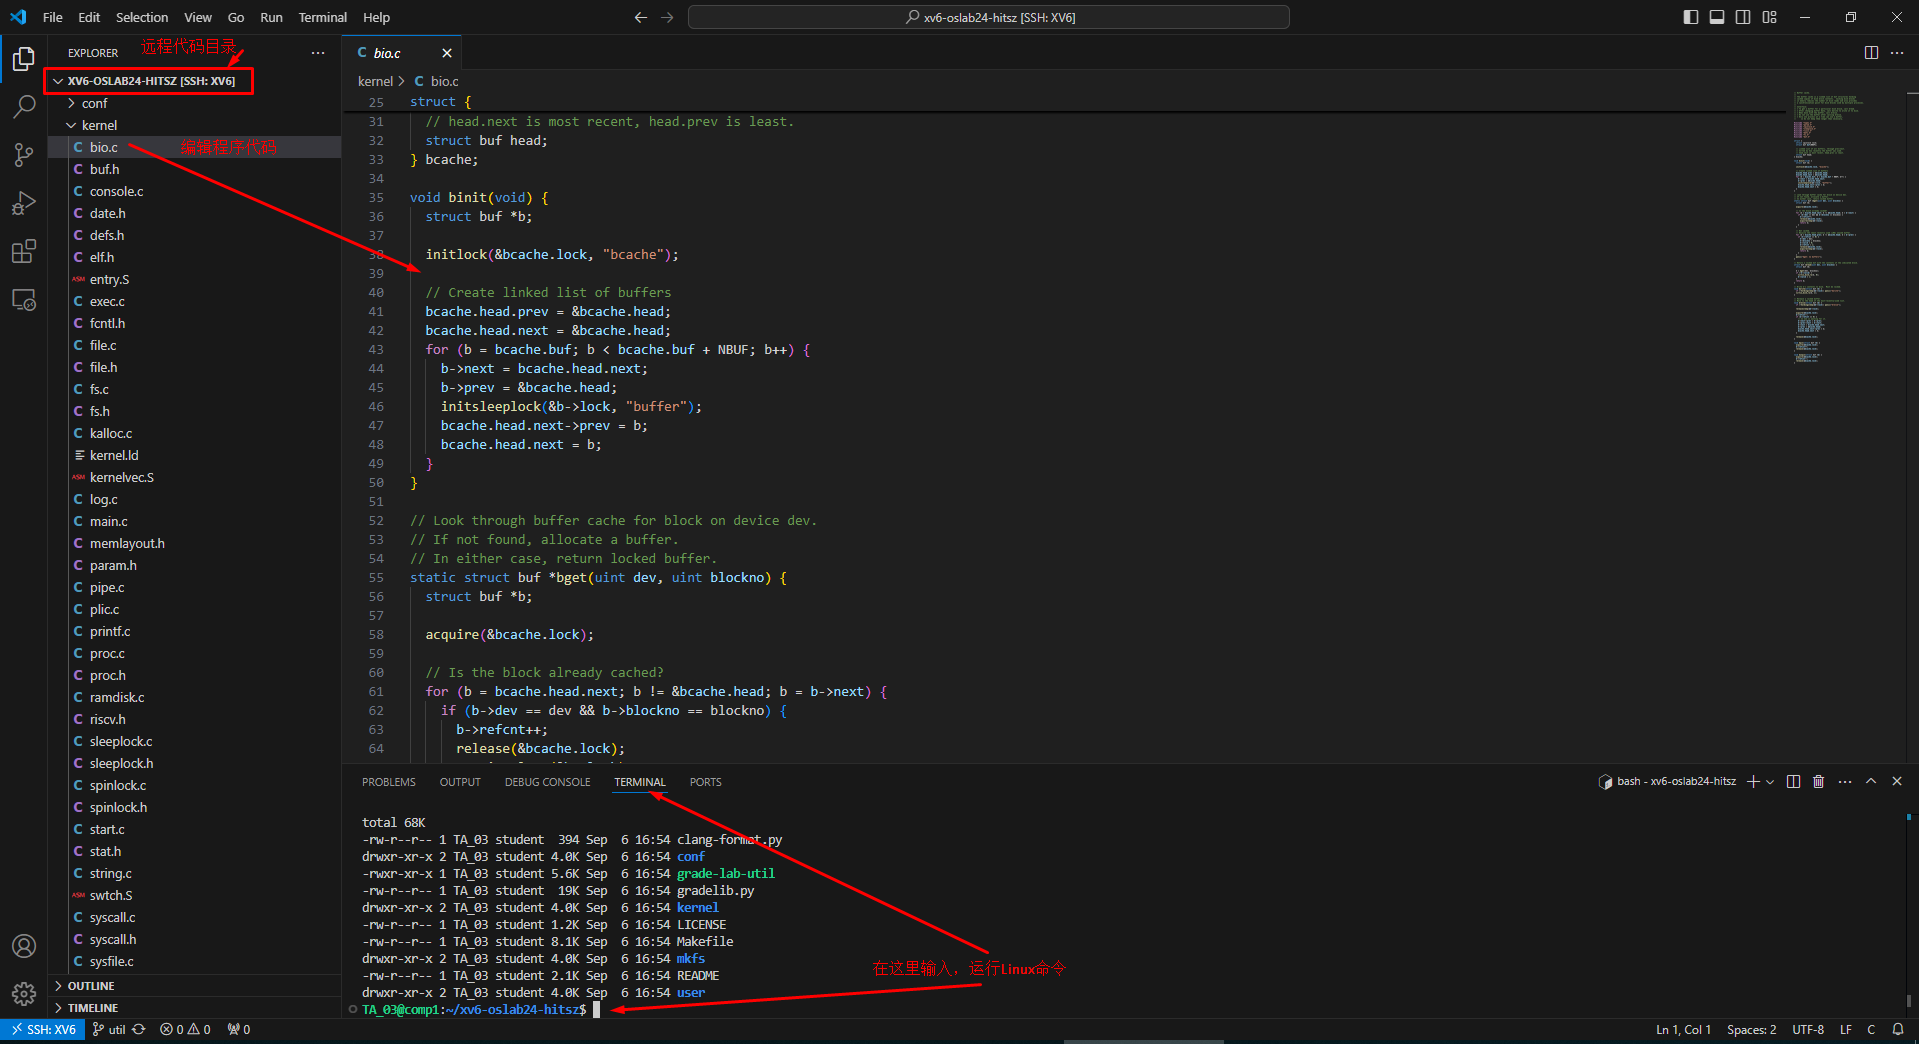 File Edit Selection View Go Run Terminal Help
xv6-oslab24-hitsz [SSH: XV6]
EXPLORER
远程代码目录
XV6-OSLAB24-HITSZ [SSH: XV6]
conf
kernel
bio.c
编辑程序代码
buf.h
console.c
date.h
defs.h
elf.h
ASM entry.S
exec.c
fcntl.h
file.c
file.h
fs.c
fs.h
kalloc.c
kernel.ld
ASM kernelvec.S
log.c
main.c
memlayout.h
param.h
pipe.c
plic.c
printf.c
proc.c
proc.h
ramdisk.c
riscv.h
sleeplock.c
sleeplock.h
spinlock.c
spinlock.h
start.c
stat.h
string.c
ASM swtch.S
syscall.c
syscall.h
sysfile.c
OUTLINE
TIMELINE
C bio.c
kernel > C bio.c
25 struct {
31 // head.next is most recent, head.prev is least.
32 struct buf head;
33 } bcache;
34
35 void binit(void) {
36 struct buf *b;
37
38 initlock(&bcache.lock, "bcache");
39
40 // Create linked list of buffers
41 bcache.head.prev = &bcache.head;
42 bcache.head.next = &bcache.head;
43 for (b = bcache.buf; b < bcache.buf + NBUF; b++) {
44 b->next = bcache.head.next;
45 b->prev = &bcache.head;
46 initsleeplock(&b->lock, "buffer");
47 bcache.head.next->prev = b;
48 bcache.head.next = b;
49 }
50 }
51
52 // Look through buffer cache for block on device dev.
53 // If not found, allocate a buffer.
54 // In either case, return locked buffer.
55 static struct buf *bget(uint dev, uint blockno) {
56 struct buf *b;
57
58 acquire(&bcache.lock);
59
60 // Is the block already cached?
61 for (b = bcache.head.next; b != &bcache.head; b = b->next) {
62 if (b->dev == dev && b->blockno == blockno) {
63 b->refcnt++;
64 release(&bcache.lock);
PROBLEMS OUTPUT DEBUG CONSOLE TERMINAL PORTS
bash - xv6-oslab24-hitsz
total 68K
-rw-r--r-- 1 TA_03 student 394 Sep 6 16:54 clang-format.py
drwxr-xr-x 2 TA_03 student 4.0K Sep 6 16:54 conf
-rwxr-xr-x 1 TA_03 student 5.6K Sep 6 16:54 grade-lab-util
-rw-r--r-- 1 TA_03 student 19K Sep 6 16:54 gradelib.py
drwxr-xr-x 2 TA_03 student 4.0K Sep 6 16:54 kernel
-rw-r--r-- 1 TA_03 student 1.2K Sep 6 16:54 LICENSE
-rw-r--r-- 1 TA_03 student 8.1K Sep 6 16:54 Makefile
drwxr-xr-x 2 TA_03 student 4.0K Sep 6 16:54 mkfs
-rw-r--r-- 1 TA_03 student 2.1K Sep 6 16:54 README
drwxr-xr-x 2 TA_03 student 4.0K Sep 6 16:54 user
TA_03@comp1:~/xv6-oslab24-hitsz$
在这里输入，运行Linux命令
SSH: XV6 util 0 0 0
Ln 1, Col 1 Spaces: 2 UTF-8 LF C